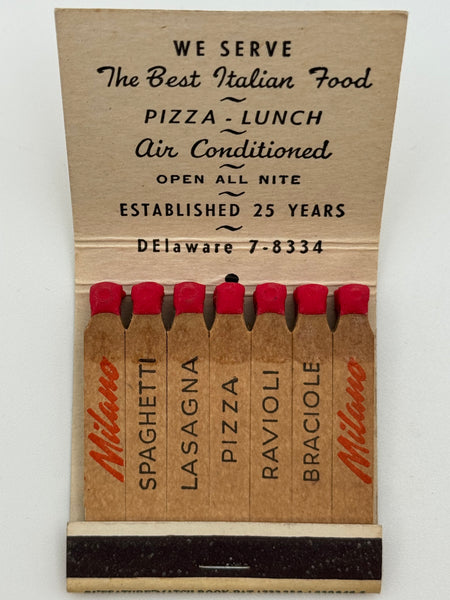 WE SERVE
The Best Italian Food
PIZZA - LUNCH
Air Conditioned
OPEN ALL NITE
ESTABLISHED 25 YEARS
DElaware 7-8334
Milano
SPAGHETTI
LASAGNA
PIZZA
RAVIOLI
BRACIOLE
Milano